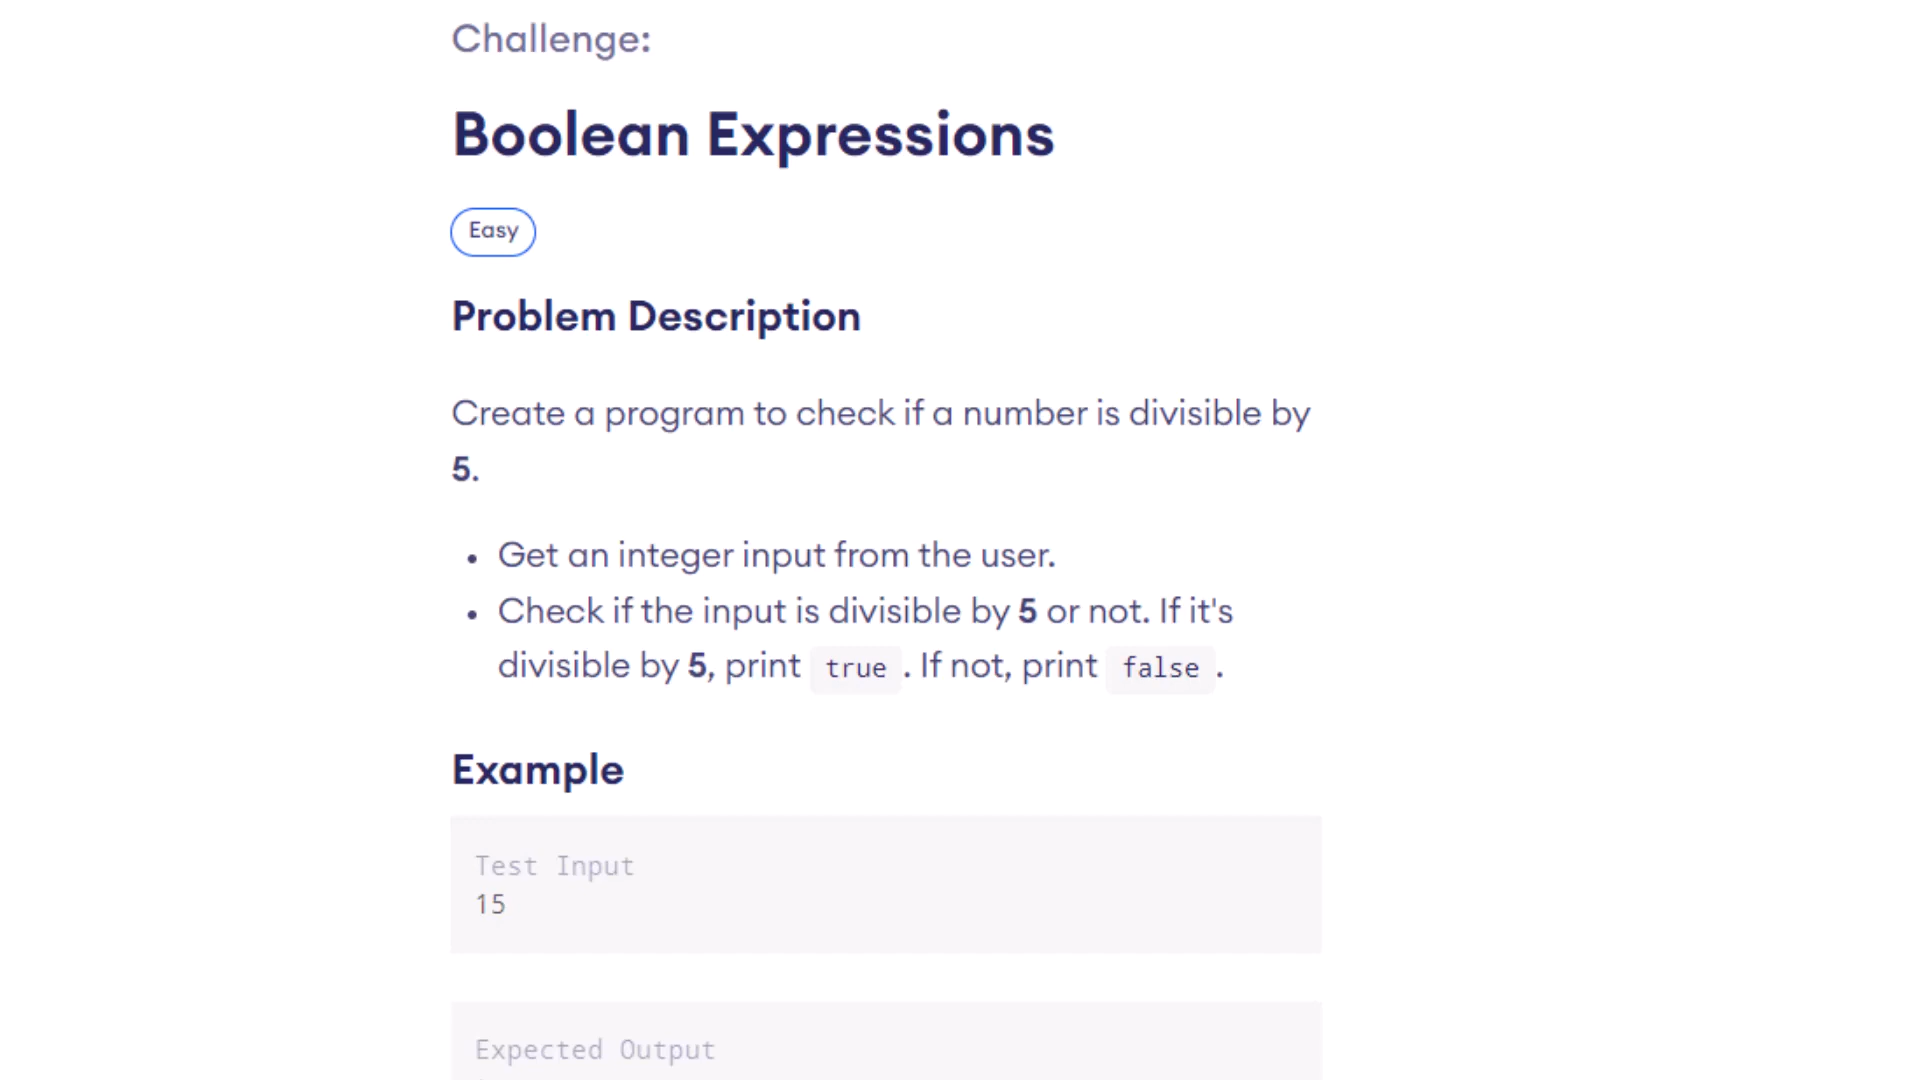 Challenge:
Boolean Expressions
Easy
Problem Description
Create a program to check if a number is divisible by
5.
• Get an integer input from the user.
• Check if the input is divisible by 5 or not. If it's
divisible by 5, print true. If not, print false.
Example
Test Input
15
Expected Output